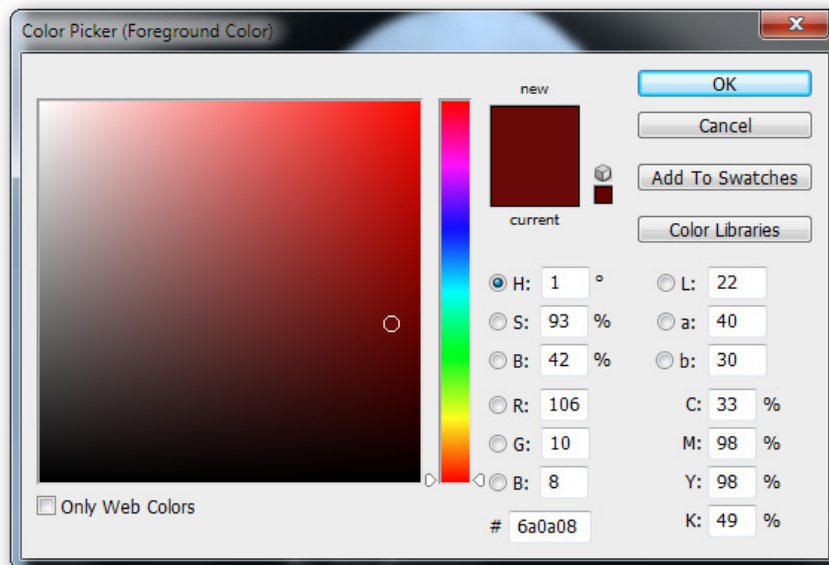 Color Picker (Foreground Color)
new
current
OK
Cancel
Add To Swatches
Color Libraries
H: 1 °
S: 93 %
B: 42 %
R: 106
G: 10
B: 8
# 6a0a08
L: 22
a: 40
b: 30
C: 33 %
M: 98 %
Y: 98 %
K: 49 %
Only Web Colors